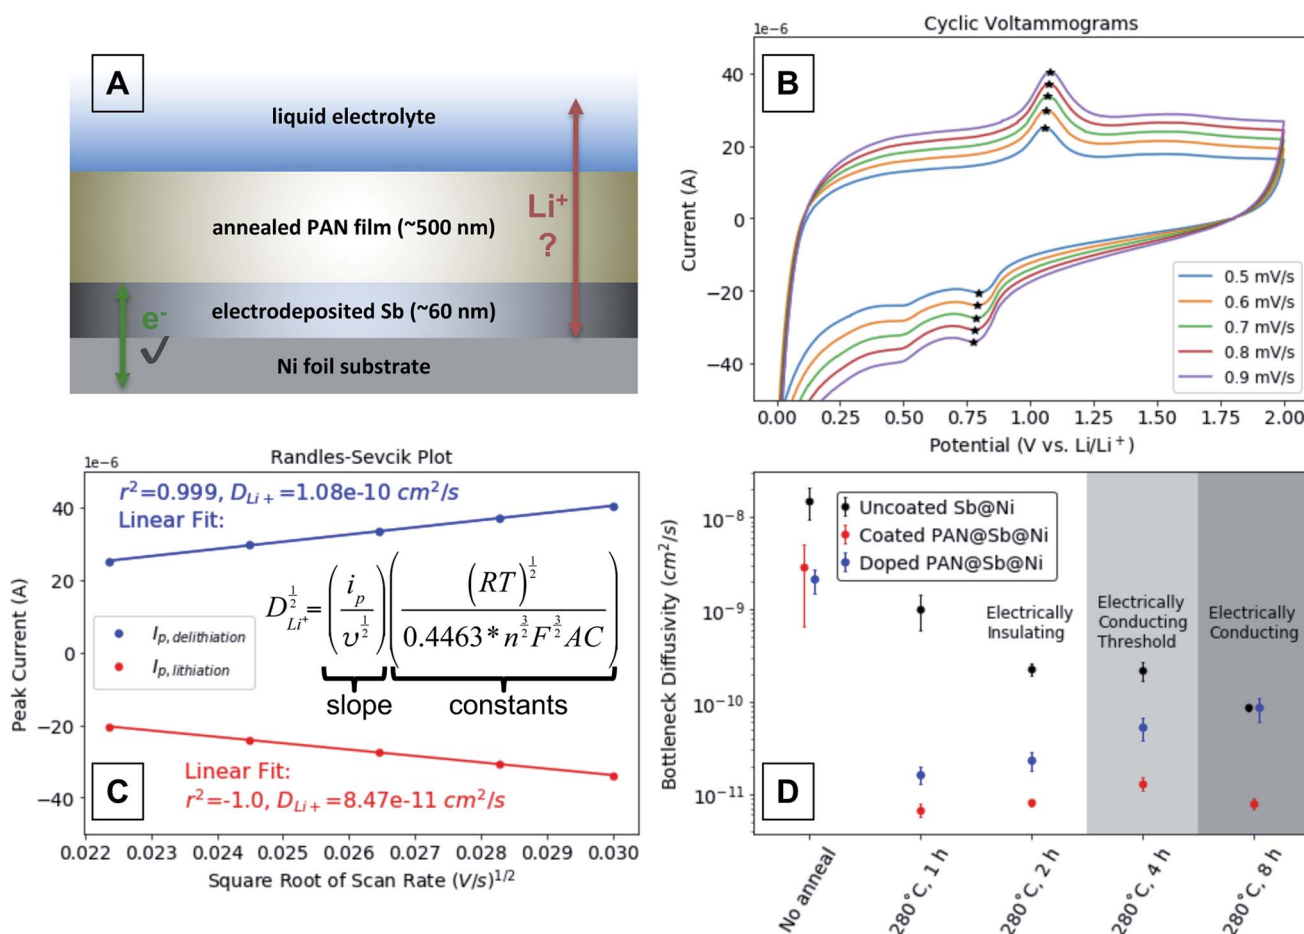 A
liquid electrolyte
annealed PAN film (~500 nm)
Li+
?
electrodeposited Sb (~60 nm)
e-
Ni foil substrate
Cyclic Voltammograms
1e-6
B
40
20
0
−20
−40
Current (A)
0.5 mV/s
0.6 mV/s
0.7 mV/s
0.8 mV/s
0.9 mV/s
0.00 0.25 0.50 0.75 1.00 1.25 1.50 1.75 2.00
Potential (V vs. Li/Li+)
Randles-Sevcik Plot
1e-6
r²=0.999, D_Li+=1.08e-10 cm²/s
Linear Fit:
40
20
0
−20
−40
Peak Current (A)
I_p, delithiation
I_p, lithiation
D_Li+^1/2 = (i_p / υ^1/2) ((RT)^1/2 / 0.4463*n^3/2 F^3/2 AC)
slope constants
C
Linear Fit:
r²=-1.0, D_Li+=8.47e-11 cm²/s
0.022 0.023 0.024 0.025 0.026 0.027 0.028 0.029 0.030
Square Root of Scan Rate (V/s)^1/2
Uncoated Sb@Ni
Coated PAN@Sb@Ni
Doped PAN@Sb@Ni
10⁻⁸
10⁻⁹
10⁻¹⁰
10⁻¹¹
Bottleneck Diffusivity (cm²/s)
Electrically
Insulating
Electrically
Conducting
Threshold
Electrically
Conducting
D
No anneal
280°C, 1 h
280°C, 2 h
280°C, 4 h
280°C, 8 h